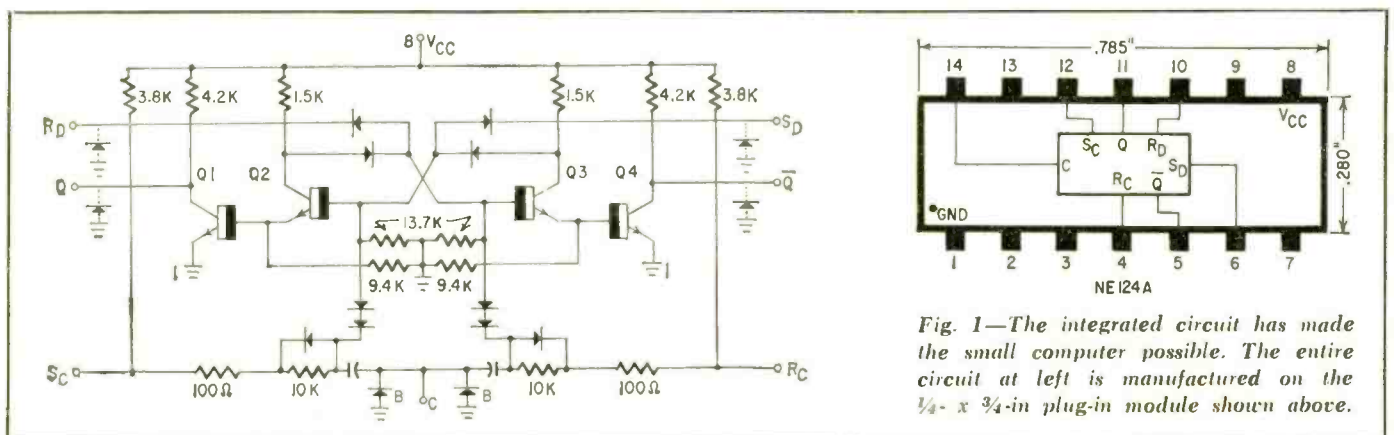 8 VCC
3.8K 4.2K 1.5K 1.5K 4.2K 3.8K
RD SD
Q Q1 Q2 Q3 Q4 Q̅
13.7K
1 1
9.4K 9.4K
SC RC
100Ω 10K B C B 10K 100Ω
.785"
14 13 12 11 10 9 8
VCC
SC Q RD
C SD
RC Q̅
.280"
GND
1 2 3 4 5 6 7
NE124A
Fig. 1—The integrated circuit has made
the small computer possible. The entire
circuit at left is manufactured on the
¼- x ¾-in plug-in module shown above.